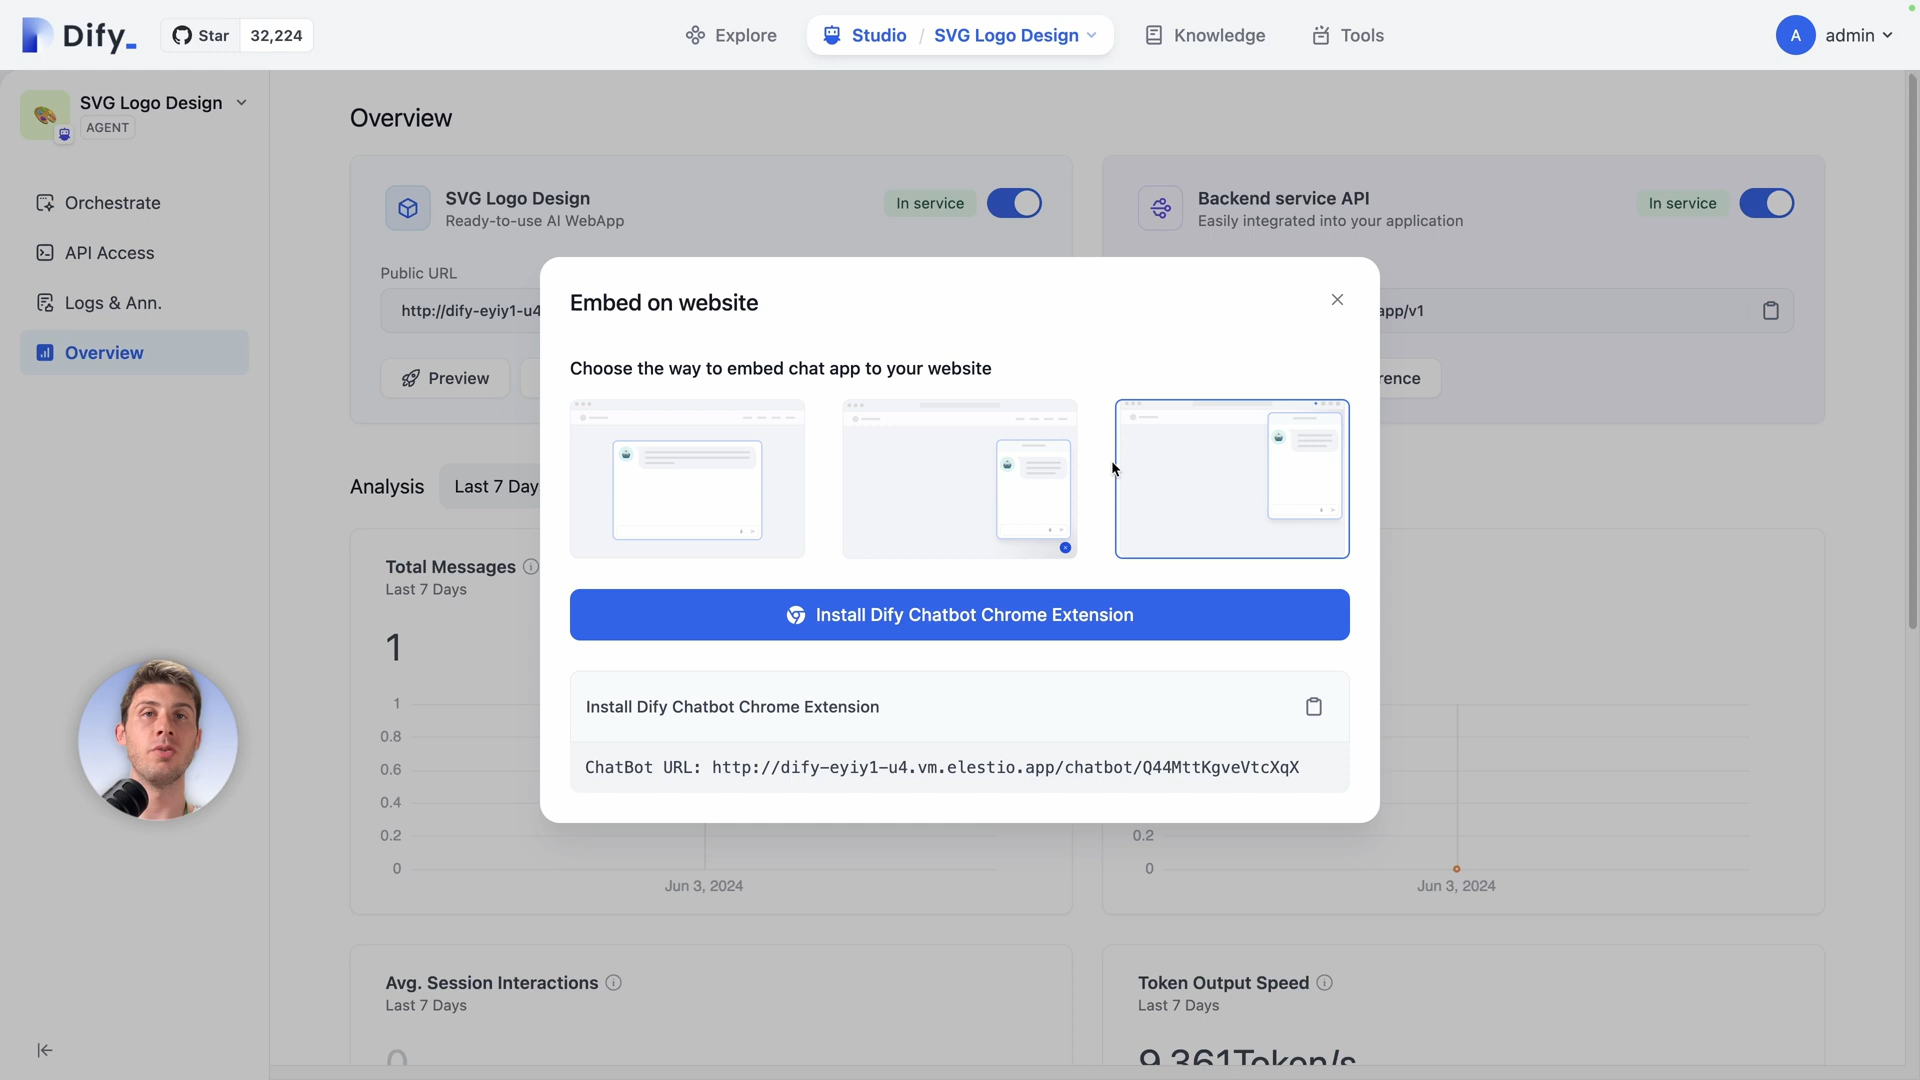 Dify_
Star 32,224
Explore
Studio / SVG Logo Design
Knowledge
Tools
A admin
SVG Logo Design
AGENT
Orchestrate
API Access
Logs & Ann.
Overview
Overview
SVG Logo Design
Ready-to-use AI WebApp
In service
Backend service API
Easily integrated into your application
In service
Public URL
http://dify-eyiy1-u4
app/v1
Preview
rence
Embed on website
Choose the way to embed chat app to your website
Install Dify Chatbot Chrome Extension
Install Dify Chatbot Chrome Extension
ChatBot URL: http://dify-eyiy1-u4.vm.elestio.app/chatbot/Q44MttKgveVtcXqX
Analysis
Last 7 Day
Total Messages
Last 7 Days
1
1
0.8
0.6
0.4
0.2
0
Jun 3, 2024
0.2
0
Jun 3, 2024
Avg. Session Interactions
Last 7 Days
0
Token Output Speed
Last 7 Days
9.361Token/s